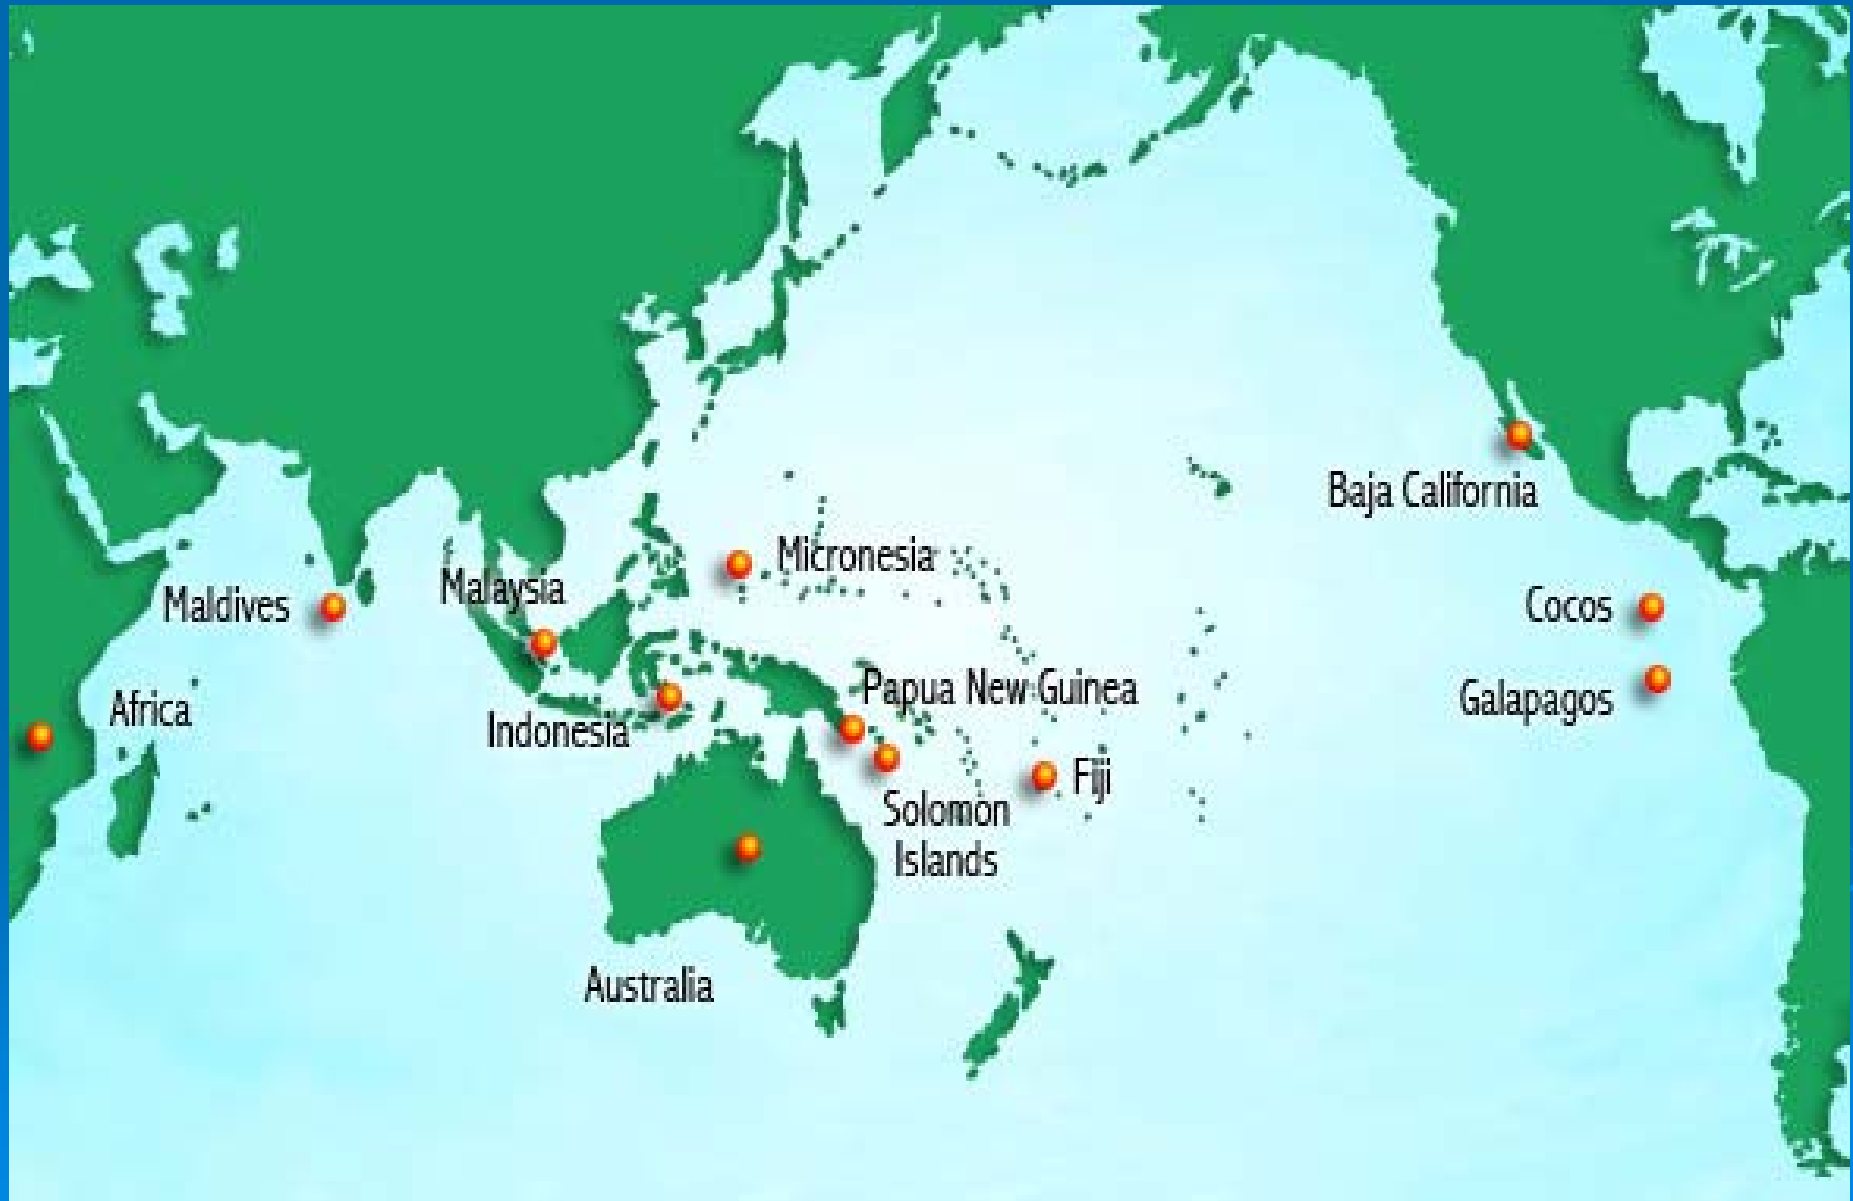 Baja California
Micronesia
Malaysia
Maldives
Cocos
Papua New Guinea
Galapagos
Africa
Indonesia
Fiji
Solomon
Islands
Australia